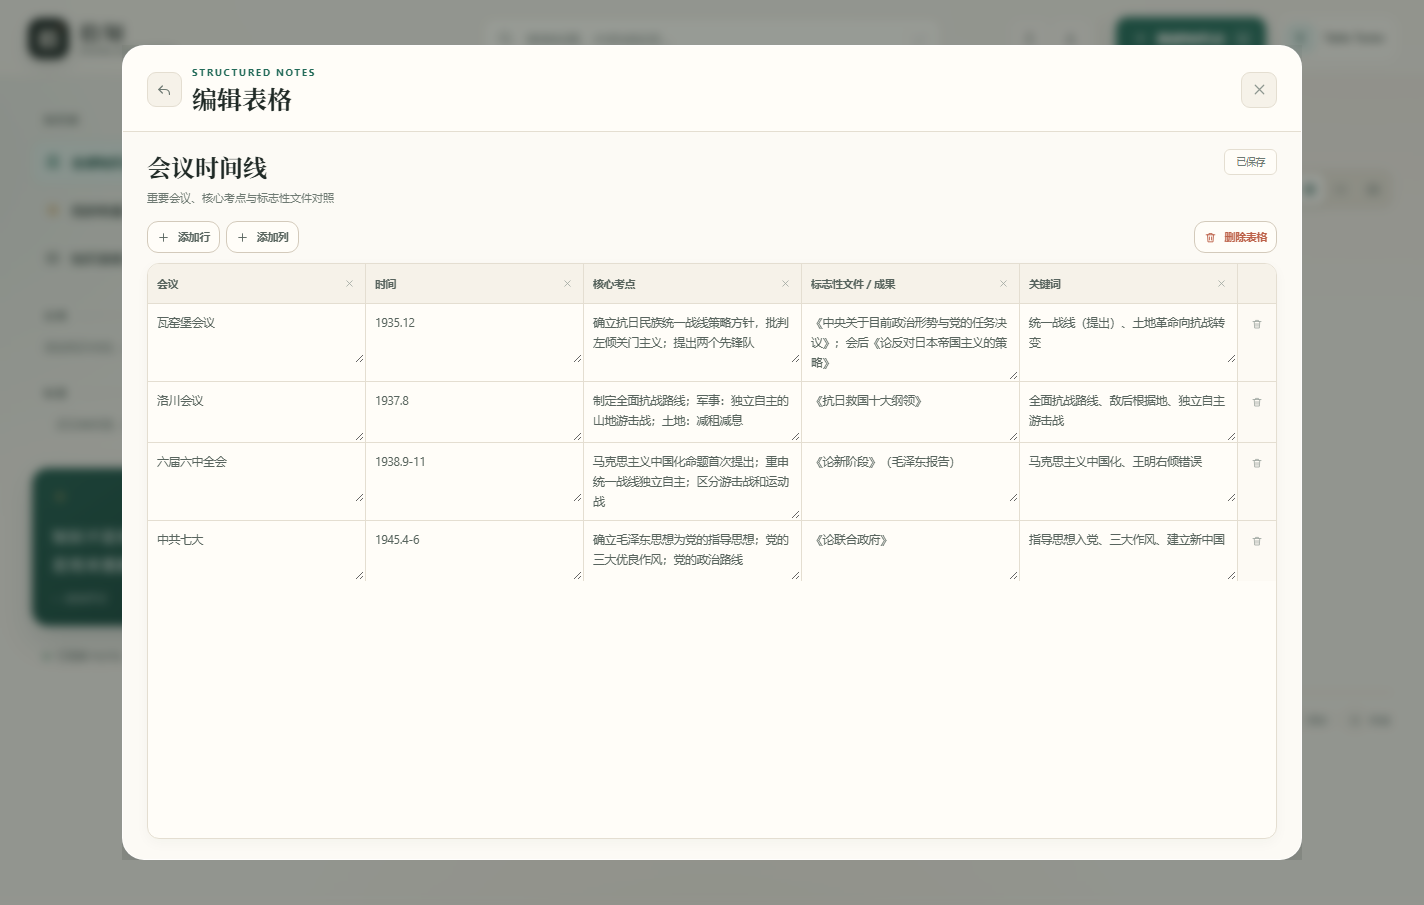 STRUCTURED NOTES
编辑表格
会议时间线
已保存
重要会议、核心考点与标志性文件对照
添加行
添加列
删除表格
会议
时间
核心考点
标志性文件 / 成果
关键词
瓦窑堡会议
1935.12
确立抗日民族统一战线策略方针，批判
左倾关门主义；提出两个先锋队
《中央关于目前政治形势与党的任务决
议》；会后《论反对日本帝国主义的策
略》
统一战线（提出）、土地革命向抗战转
变
洛川会议
1937.8
制定全面抗战路线；军事：独立自主的
山地游击战；土地：减租减息
《抗日救国十大纲领》
全面抗战路线、敌后根据地、独立自主
游击战
六届六中全会
1938.9-11
马克思主义中国化命题首次提出；重申
统一战线独立自主；区分游击战和运动
战
《论新阶段》（毛泽东报告）
马克思主义中国化、王明右倾错误
中共七大
1945.4-6
确立毛泽东思想为党的指导思想；党的
三大优良作风；党的政治路线
《论联合政府》
指导思想入党、三大作风、建立新中国